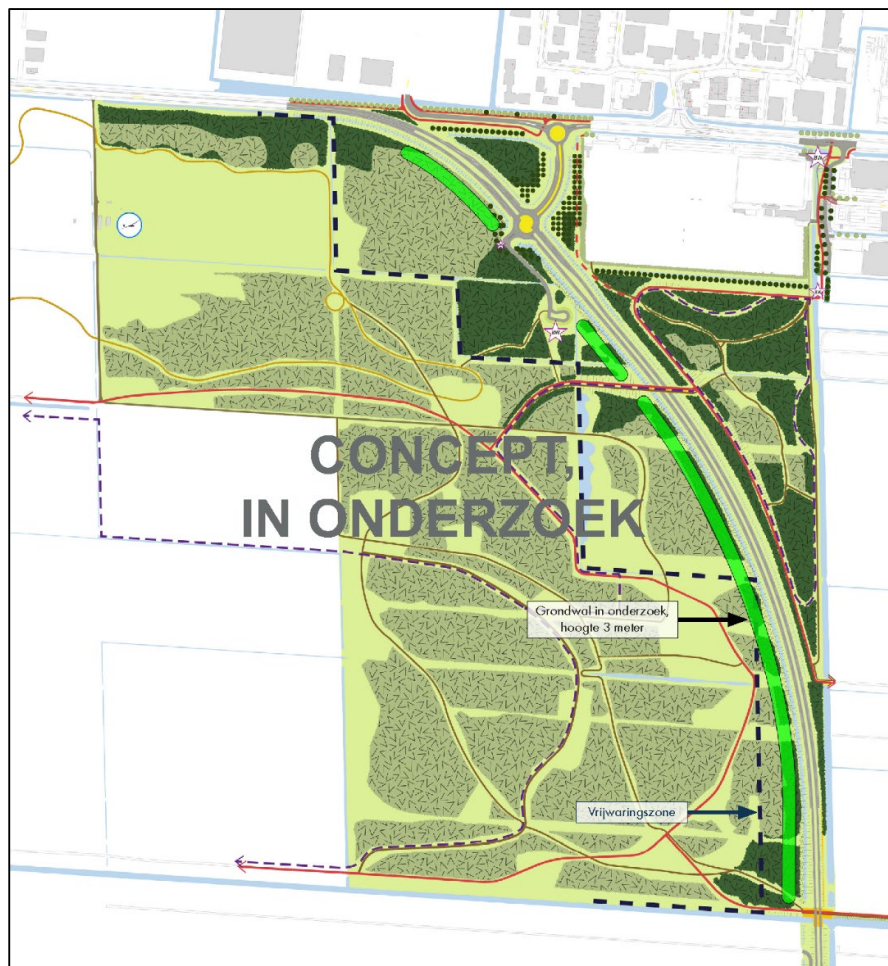 CONCEPT,
IN ONDERZOEK
Grondwal in onderzoek,
hoogte 3 meter
Vrijwaringszone